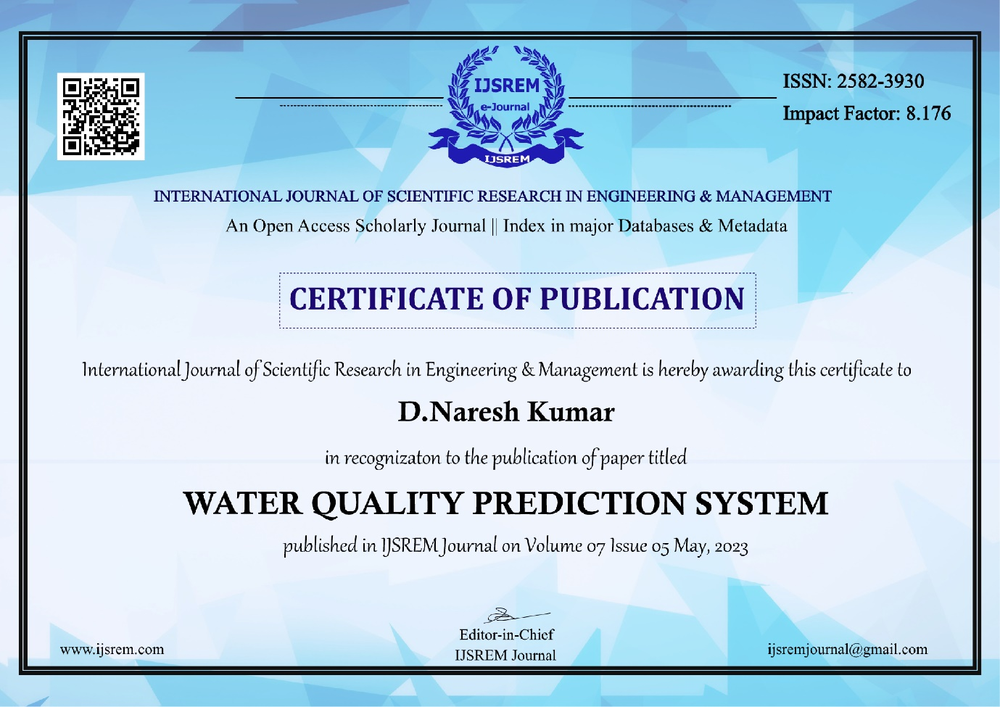 IJSREM
e-Journal
IJSREM
ISSN: 2582-3930
Impact Factor: 8.176
INTERNATIONAL JOURNAL OF SCIENTIFIC RESEARCH IN ENGINEERING & MANAGEMENT
An Open Access Scholarly Journal || Index in major Databases & Metadata
CERTIFICATE OF PUBLICATION
International Journal of Scientific Research in Engineering & Management is hereby awarding this certificate to
D.Naresh Kumar
in recognizaton to the publication of paper titled
WATER QUALITY PREDICTION SYSTEM
published in IJSREM Journal on Volume 07 Issue 05 May, 2023
Editor-in-Chief
IJSREM Journal
www.ijsrem.com
ijsremjournal@gmail.com